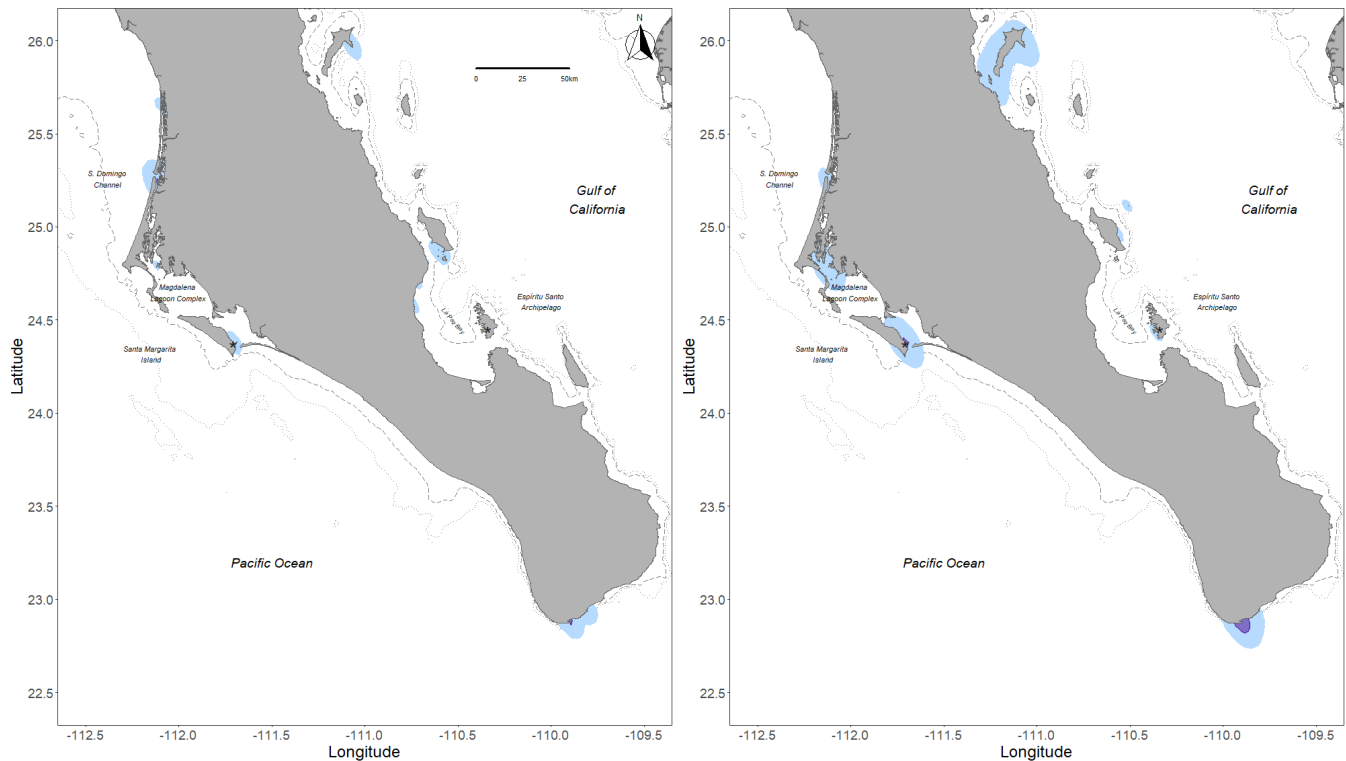 N
0 25 50km
26.0
25.5
25.0
24.5
24.0
23.5
23.0
22.5
Latitude
S. Domingo
Channel
Gulf of
California
Magdalena
Lagoon Complex
Espíritu Santo
Archipelago
La Paz Bay
Santa Margarita
Island
Pacific Ocean
-112.5 -112.0 -111.5 -111.0 -110.5 -110.0 -109.5
Longitude
26.0
25.5
25.0
24.5
24.0
23.5
23.0
22.5
Latitude
S. Domingo
Channel
Gulf of
California
Magdalena
Lagoon Complex
Espíritu Santo
Archipelago
La Paz Bay
Santa Margarita
Island
Pacific Ocean
-112.5 -112.0 -111.5 -111.0 -110.5 -110.0 -109.5
Longitude